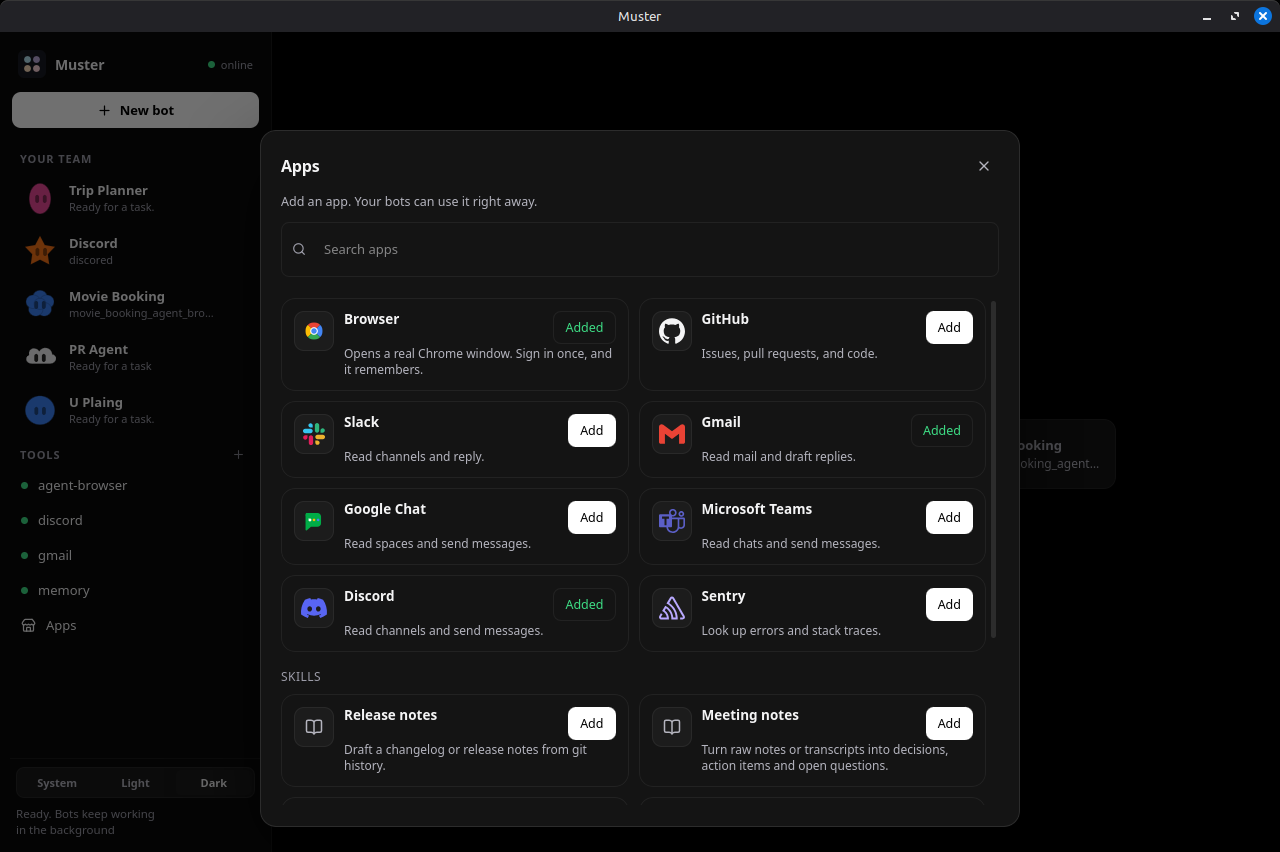 Muster
Muster
online
New bot
YOUR TEAM
Trip Planner
Ready for a task.
Discord
discored
Movie Booking
movie_booking_agent_bro...
PR Agent
Ready for a task
U Plaing
Ready for a task.
TOOLS
agent-browser
discord
gmail
memory
Apps
System Light Dark
Ready. Bots keep working
in the background
Apps
Add an app. Your bots can use it right away.
Search apps
Browser
Added
Opens a real Chrome window. Sign in once, and
it remembers.
GitHub
Add
Issues, pull requests, and code.
Slack
Add
Read channels and reply.
Gmail
Added
Read mail and draft replies.
Google Chat
Add
Read spaces and send messages.
Microsoft Teams
Add
Read chats and send messages.
Discord
Added
Read channels and send messages.
Sentry
Add
Look up errors and stack traces.
SKILLS
Release notes
Add
Draft a changelog or release notes from git
history.
Meeting notes
Add
Turn raw notes or transcripts into decisions,
action items and open questions.
ooking
oking_agent...